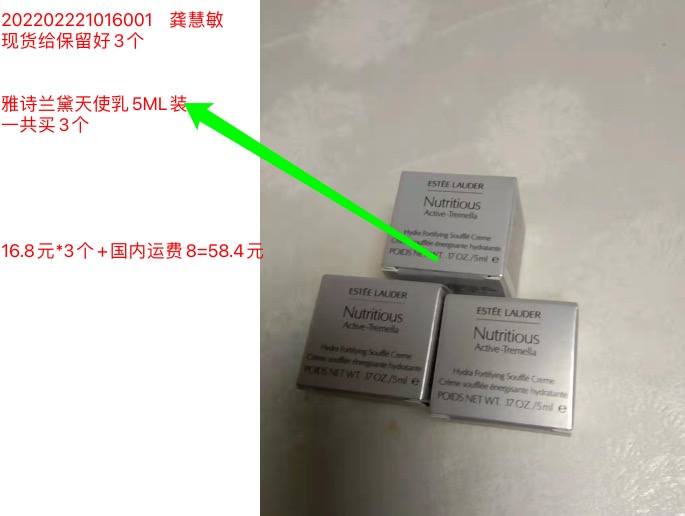 202202221016001 龚慧敏
现货给保留好3个
雅诗兰黛天使乳5ML装
一共买3个
16.8元*3个+国内运费8=58.4元
ESTĒE LAUDER
Nutritious
Active-Tremella
Hydra Fortifying Soufflé Creme
Crème soufflée énergisante hydratante
POIDS NET WT. .17 OZ./5ml e
ESTĒE LAUDER
Nutritious
Active-Tremella
Hydra Fortifying Soufflé Creme
Crème soufflée énergisante hydratante
POIDS NET WT. .17 OZ./5ml e
ESTĒE LAUDER
Nutritious
Active-Tremella
Hydra Fortifying Soufflé Creme
Crème soufflée énergisante hydratante
POIDS NET WT. .17 OZ./5ml e